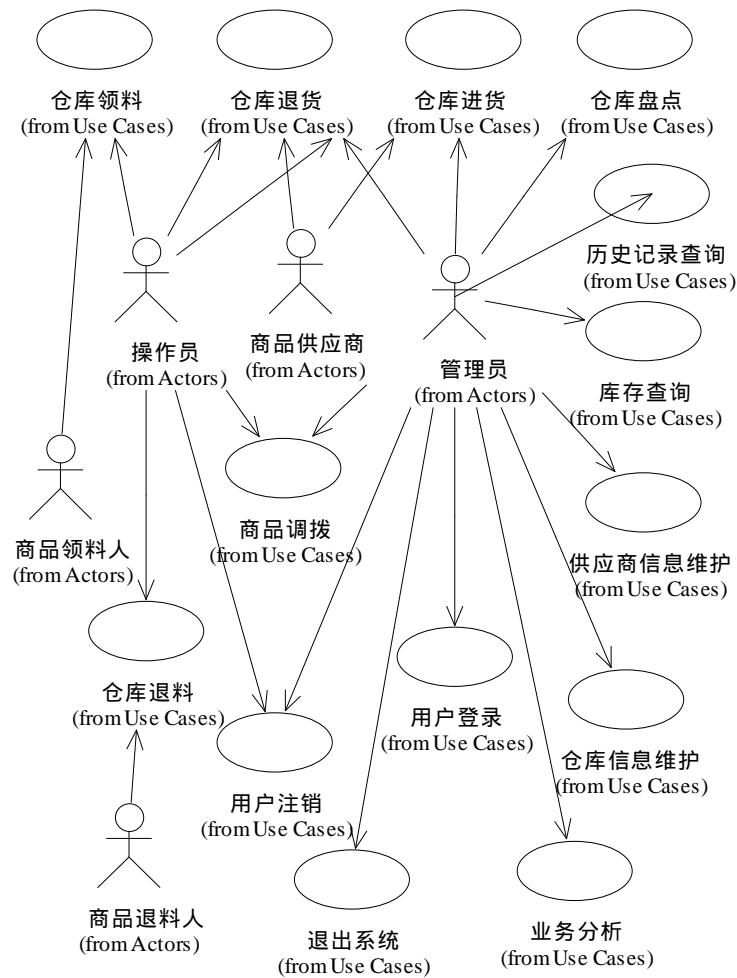 仓库领料
(from Use Cases)
仓库退货
(from Use Cases)
仓库进货
(from Use Cases)
仓库盘点
(from Use Cases)
历史记录查询
(from Use Cases)
操作员
(from Actors)
商品供应商
(from Actors)
管理员
(from Actors)
库存查询
(from Use Cases)
商品领料人
(from Actors)
商品调拨
(from Use Cases)
供应商信息维护
(from Use Cases)
仓库退料
(from Use Cases)
用户登录
(from Use Cases)
仓库信息维护
(from Use Cases)
用户注销
(from Use Cases)
商品退料人
(from Actors)
退出系统
(from Use Cases)
业务分析
(from Use Cases)